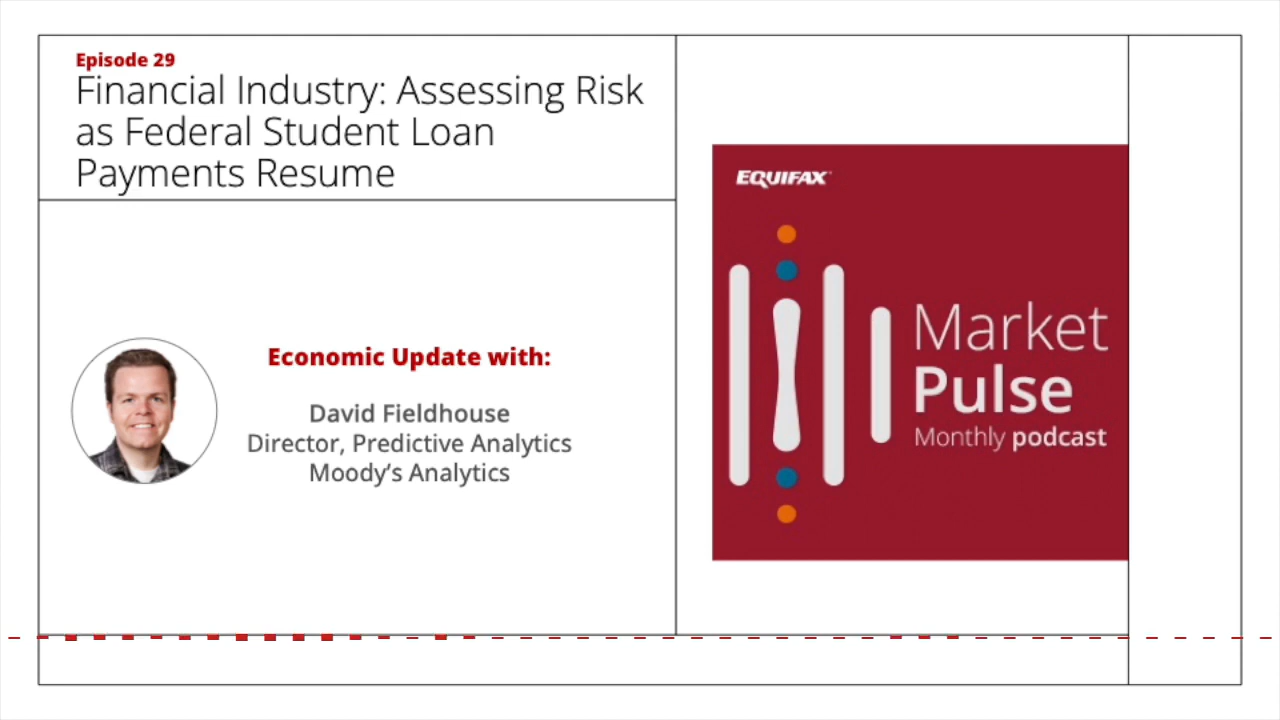 Episode 29
Financial Industry: Assessing Risk
as Federal Student Loan
Payments Resume
Economic Update with:
David Fieldhouse
Director, Predictive Analytics
Moody’s Analytics
EQUIFAX™
Market
Pulse
Monthly podcast